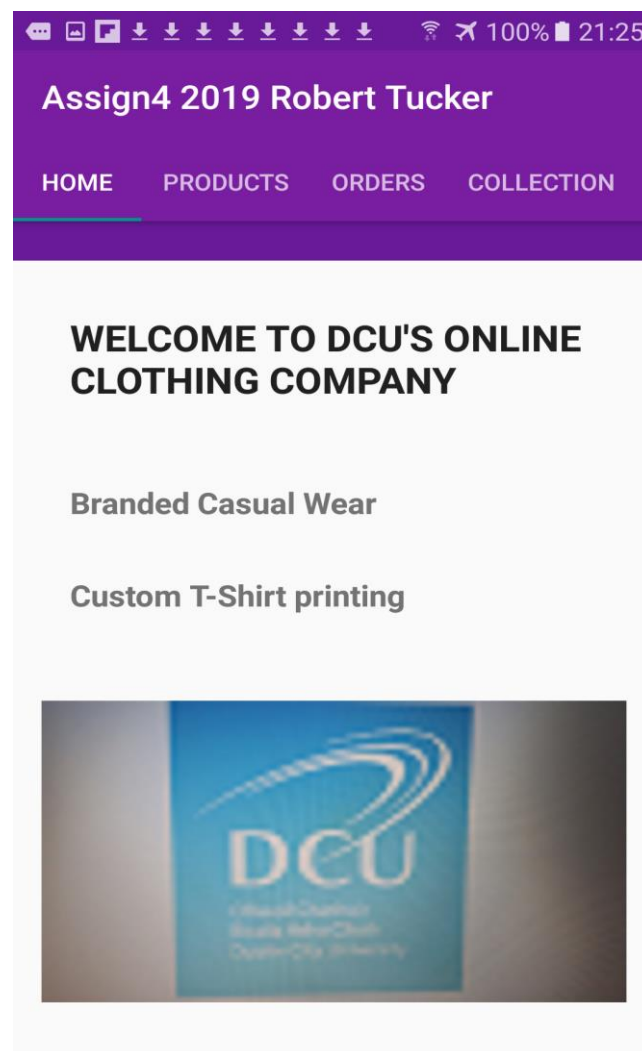 100% 21:25
Assign4 2019 Robert Tucker
HOME PRODUCTS ORDERS COLLECTION
WELCOME TO DCU'S ONLINE
CLOTHING COMPANY
Branded Casual Wear
Custom T-Shirt printing
DCU